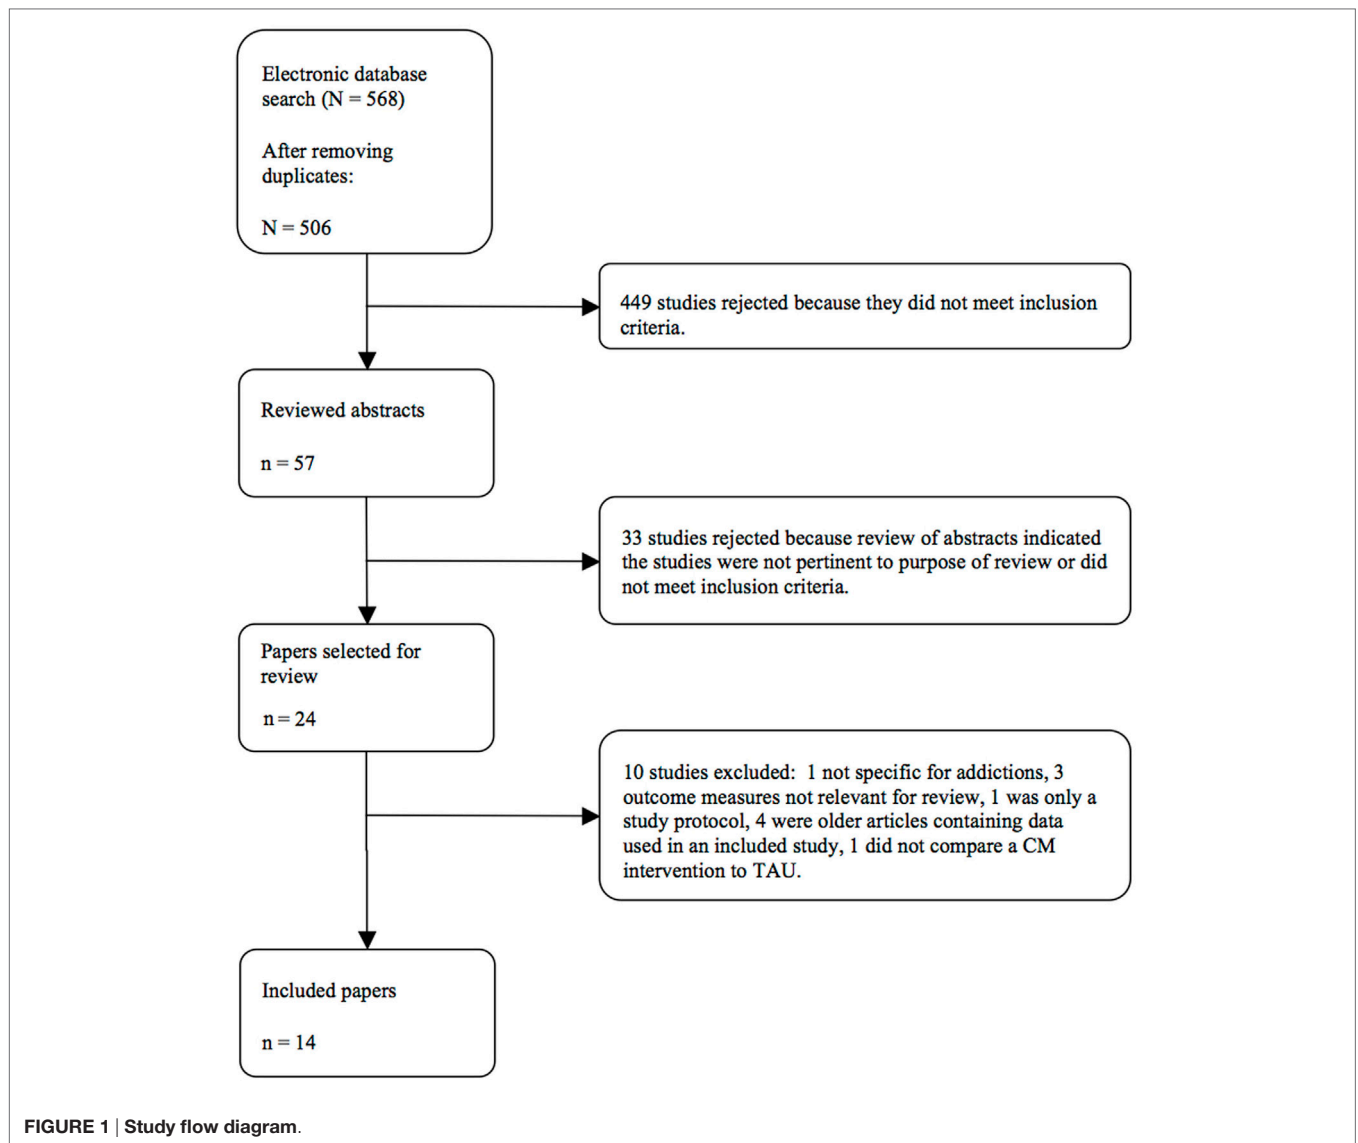 Electronic database
search (N = 568)
After removing
duplicates:
N = 506
449 studies rejected because they did not meet inclusion
criteria.
Reviewed abstracts
n = 57
33 studies rejected because review of abstracts indicated
the studies were not pertinent to purpose of review or did
not meet inclusion criteria.
Papers selected for
review
n = 24
10 studies excluded:  1 not specific for addictions, 3
outcome measures not relevant for review, 1 was only a
study protocol, 4 were older articles containing data
used in an included study, 1 did not compare a CM
intervention to TAU.
Included papers
n = 14
FIGURE 1 | Study flow diagram.